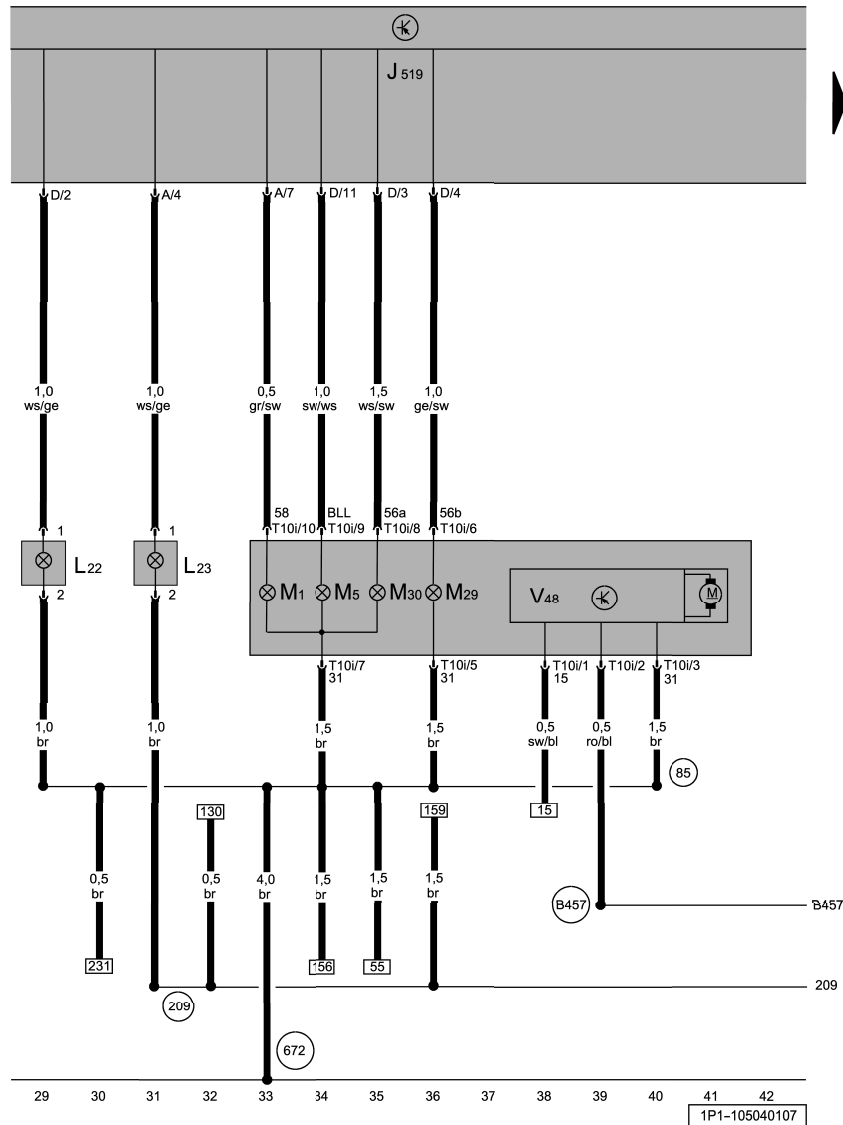 J 519
D/2 A/4 A/7 D/11 D/3 D/4
1,0 1,0 0,5 1,0 1,5 1,0
ws/ge ws/ge gr/sw sw/ws ws/sw ge/sw
58 BLL 56a 56b
1 1 T10i/10 T10i/9 T10i/8 T10i/6
L22 L23
M1 M5 M30 M29 V48 M
2 2
T10i/7 T10i/5 T10i/1 T10i/2 T10i/3
31 31 15 31
1,0 1,0 1,5 1,5 0,5 0,5 1,5
br br br br sw/bl ro/bl br
85
130 159 15
0,5 0,5 4,0 1,5 1,5 1,5
br br br br br br
B457 B457
231 156 55
209 209
672
29 30 31 32 33 34 35 36 37 38 39 40 41 42
1P1-105040107